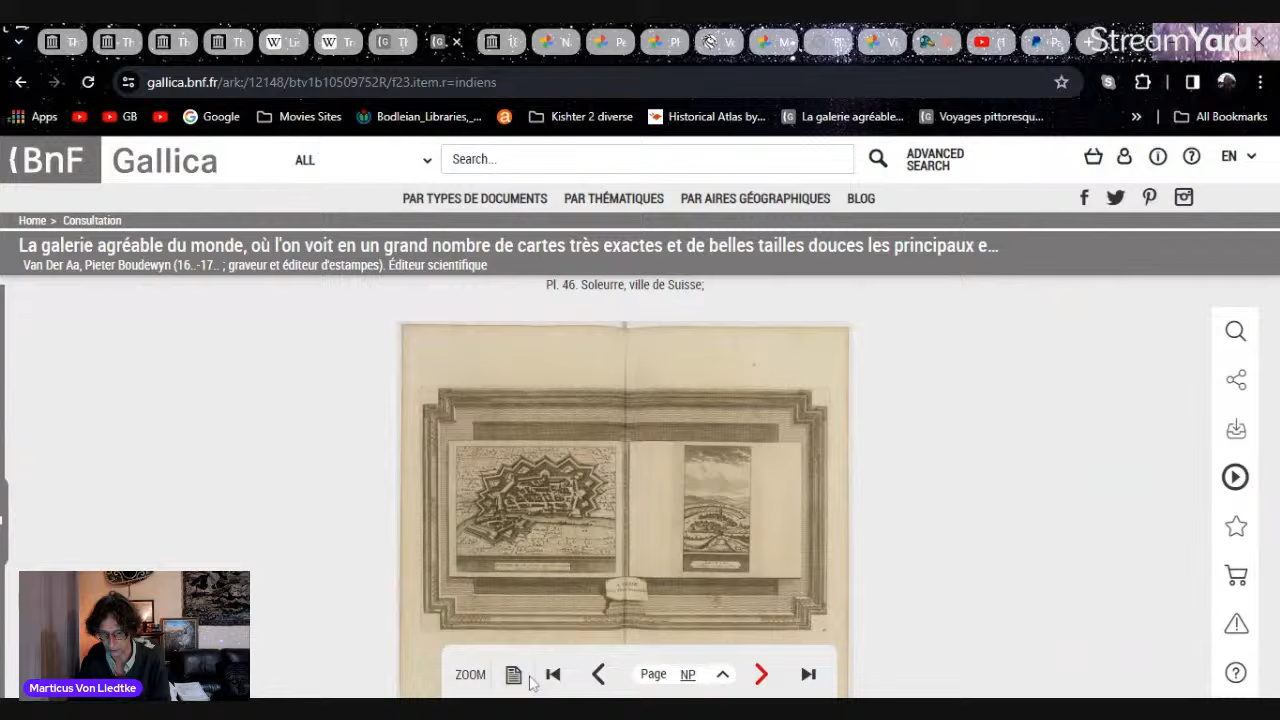 StreamYard
gallica.bnf.fr/ark:/12148/btv1b10509752R/f23.item.r=indiens
Apps
GB
Google
Movies Sites
Bodleian_Libraries,_...
Kishter 2 diverse
Historical Atlas by...
La galerie agréable...
Voyages pittoresqu...
»
All Bookmarks
BnF Gallica
ALL
Search...
ADVANCED
SEARCH
EN
PAR TYPES DE DOCUMENTS
PAR THÉMATIQUES
PAR AIRES GÉOGRAPHIQUES
BLOG
Home > Consultation
La galerie agréable du monde, où l'on voit en un grand nombre de cartes très exactes et de belles tailles douces les principaux e...
Van Der Aa, Pieter Boudewyn (16..-17.. ; graveur et éditeur d'estampes). Éditeur scientifique
Pl. 46. Soleurre, ville de Suisse;
ZOOM
Page NP
Marticus Von Liedtke